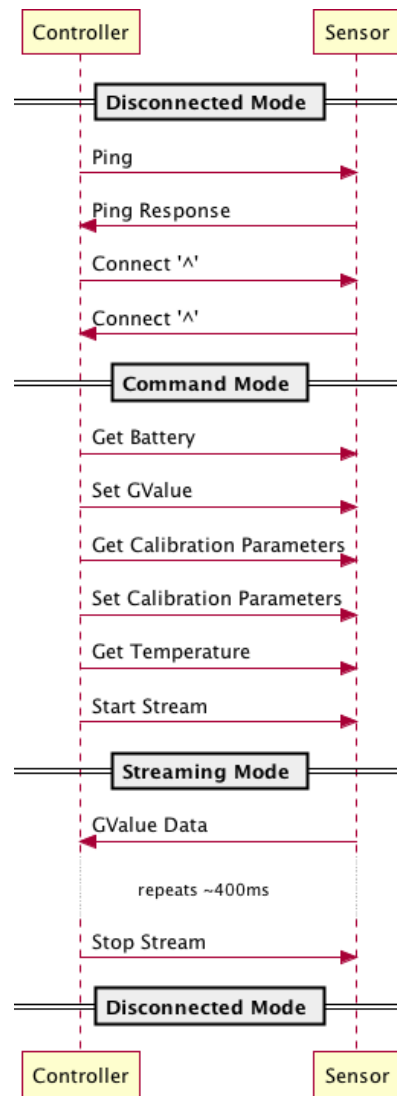 Controller Sensor
Disconnected Mode
Ping
Ping Response
Connect '^'
Connect '^'
Command Mode
Get Battery
Set GValue
Get Calibration Parameters
Set Calibration Parameters
Get Temperature
Start Stream
Streaming Mode
GValue Data
repeats ~400ms
Stop Stream
Disconnected Mode
Controller Sensor